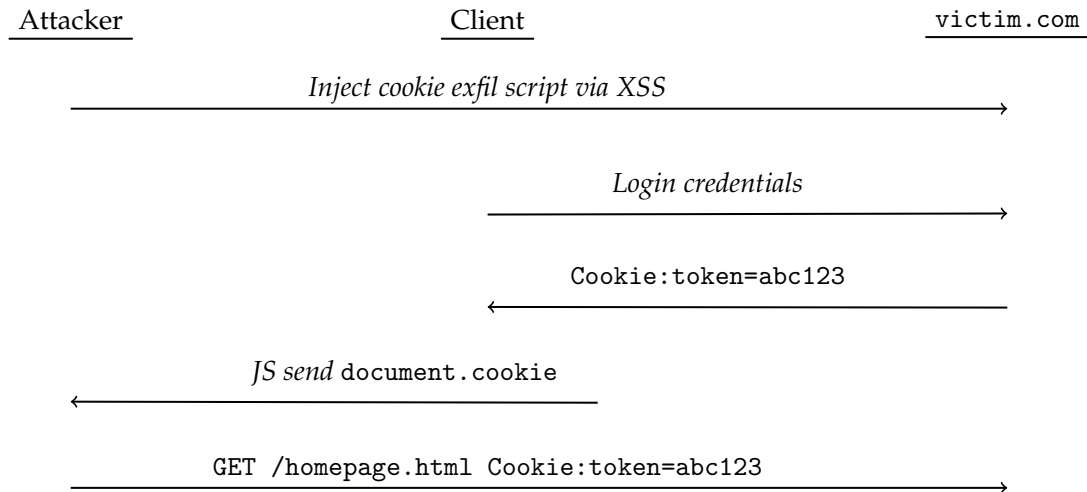 Attacker Client victim.com
Inject cookie exfil script via XSS
Login credentials
Cookie:token=abc123
JS send document.cookie
GET /homepage.html Cookie:token=abc123